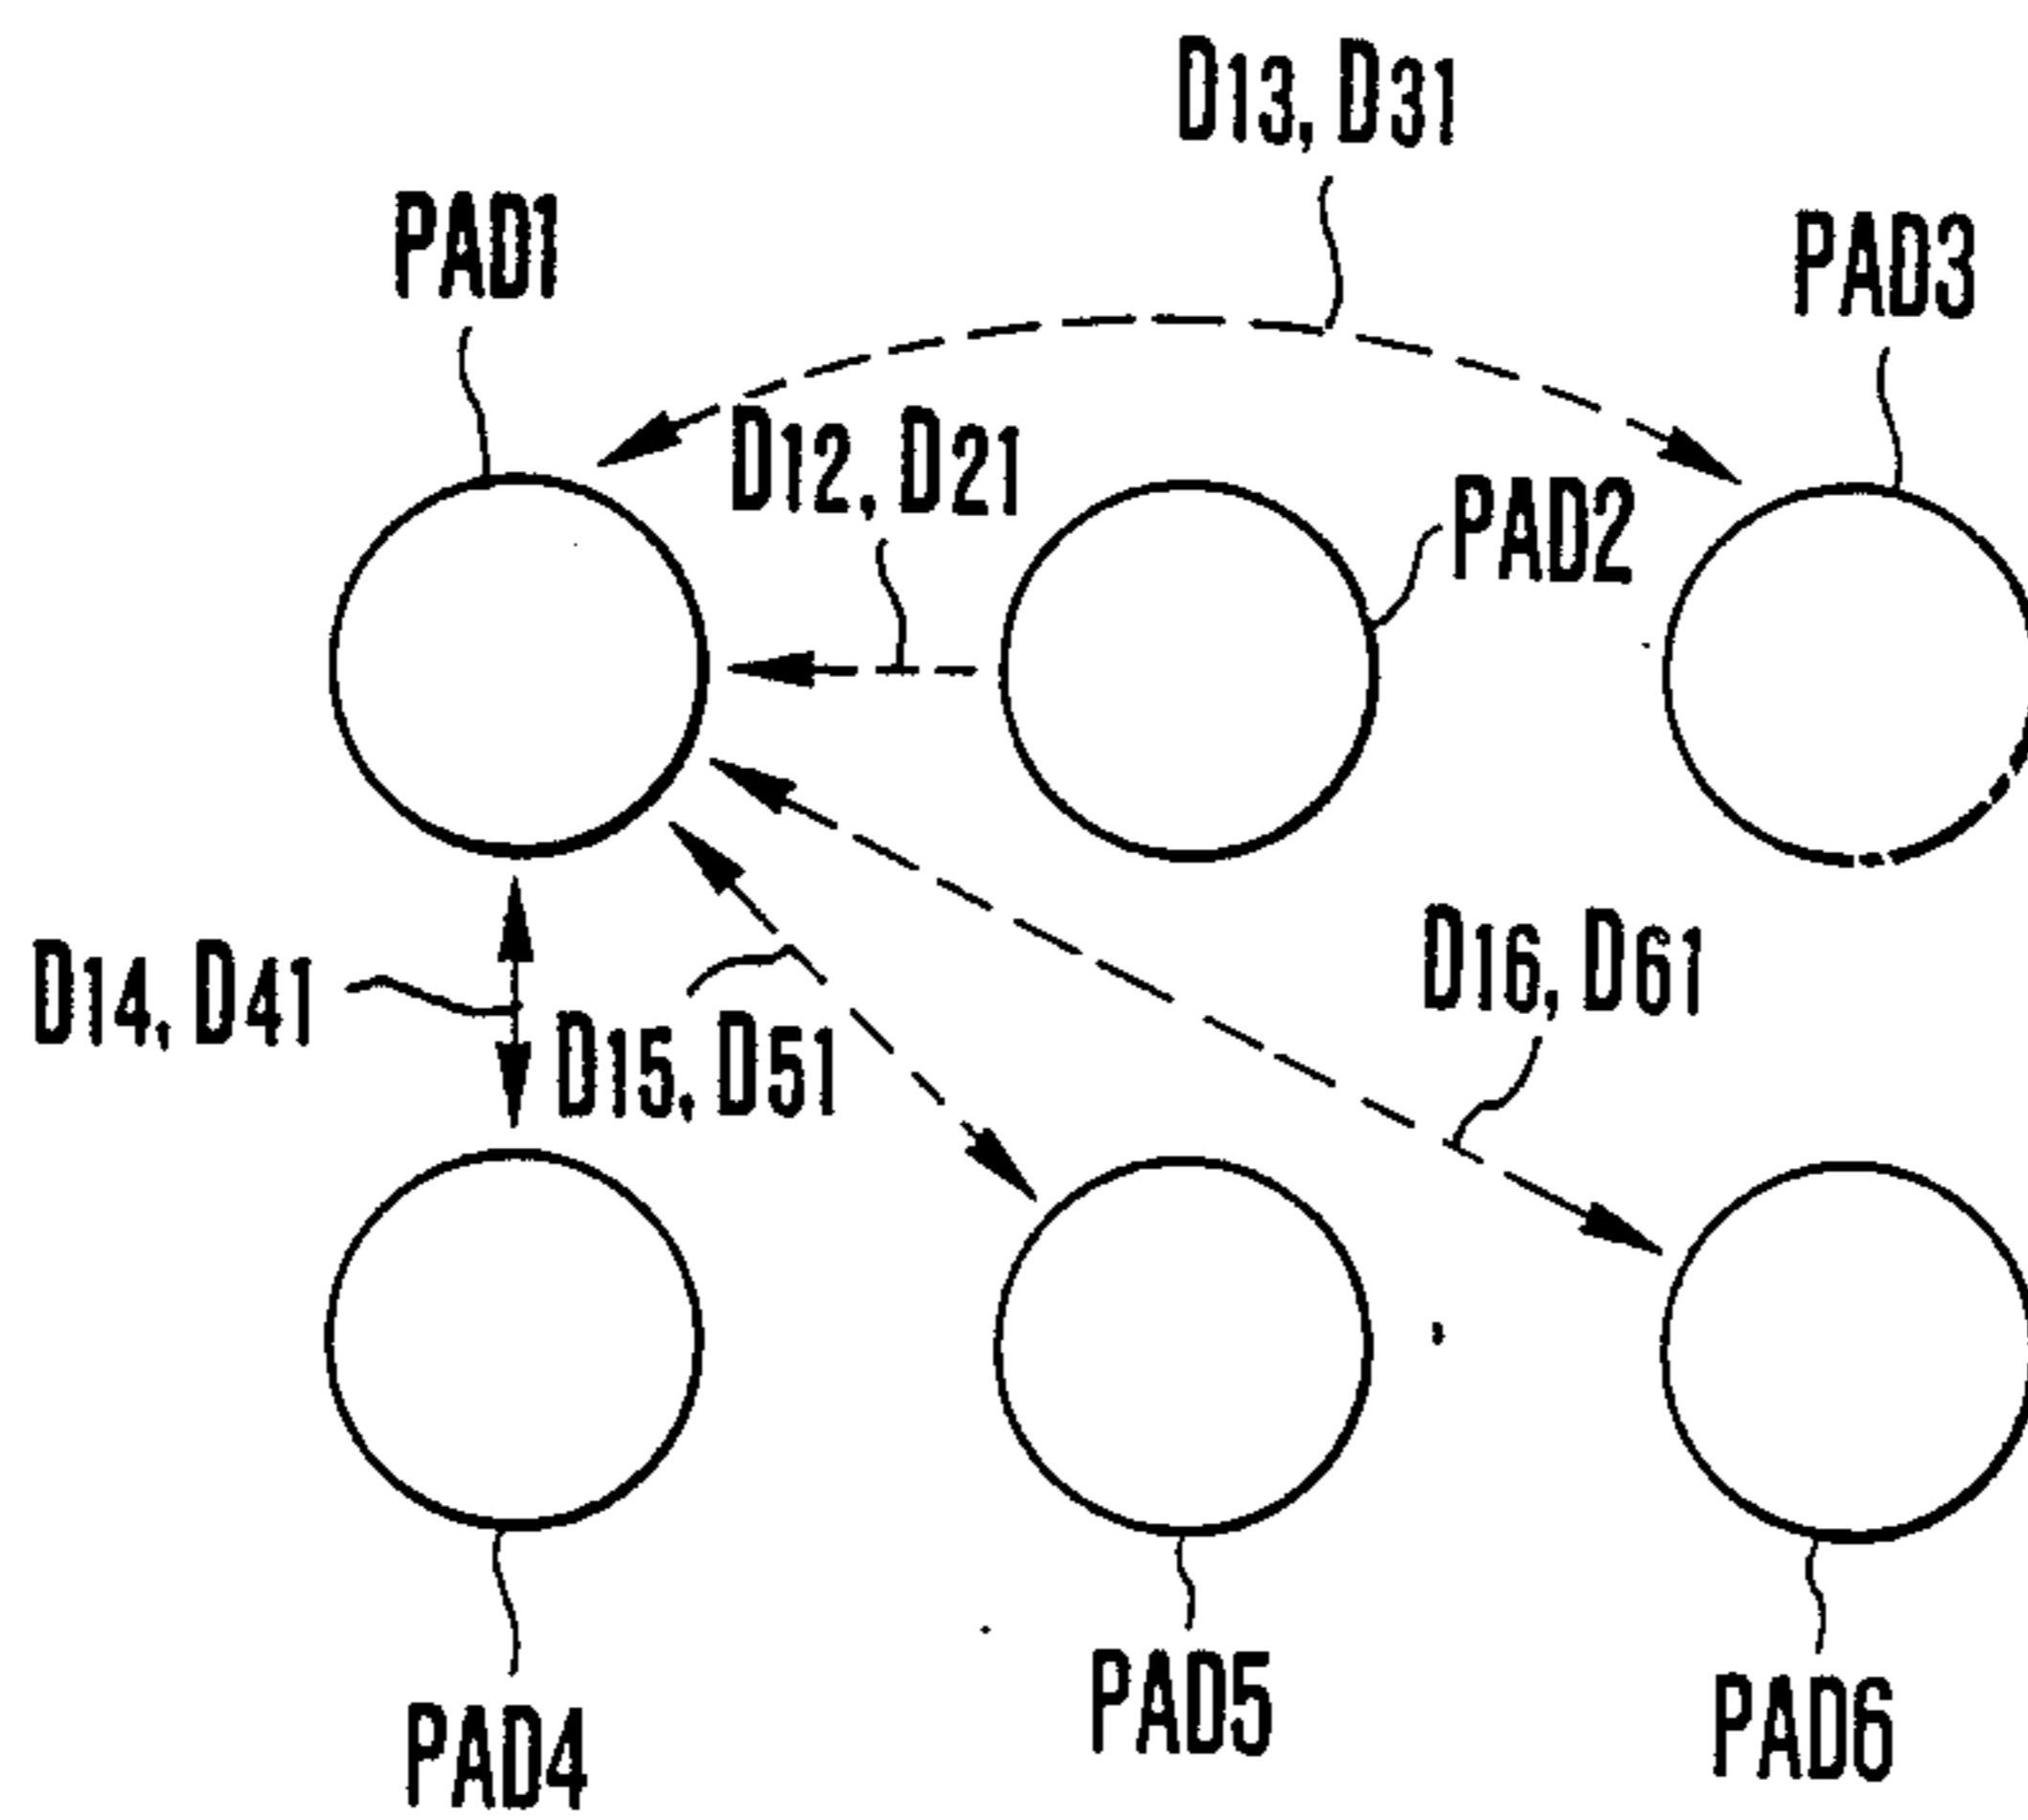 D13, D31
PAD1
PAD3
D12, D21
PAD2
D14, D41
D15, D51
D16, D61
PAD4
PAD5
PAD6